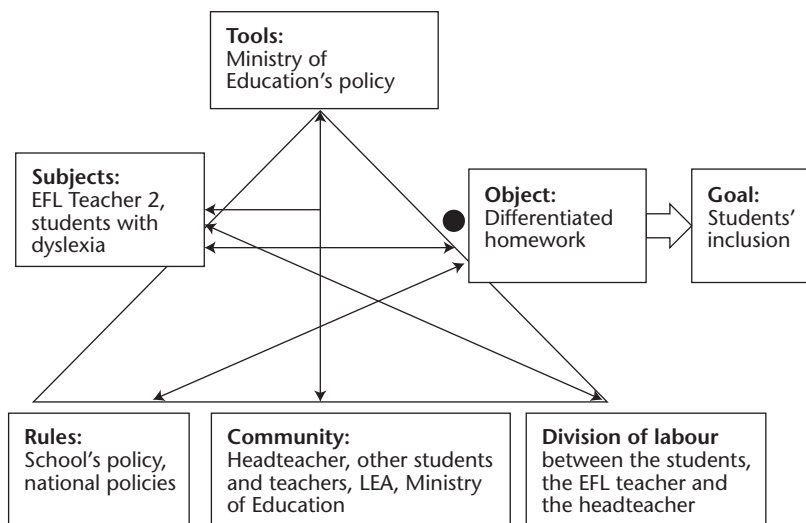 Tools:
Ministry of
Education’s policy
Subjects:
EFL Teacher 2,
students with
dyslexia
Object:
Differentiated
homework
Goal:
Students’
inclusion
Rules:
School’s policy,
national policies
Community:
Headteacher, other students
and teachers, LEA, Ministry
of Education
Division of labour
between the students,
the EFL teacher and
the headteacher